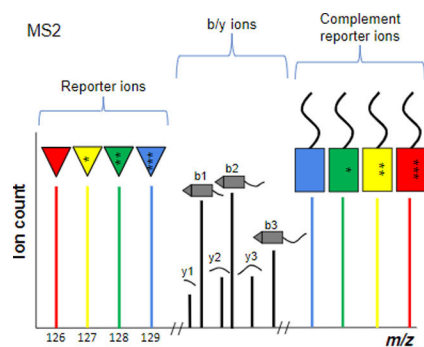 MS2
Reporter ions
b/y ions
Complement
reporter ions
* ** ***
* ** ***
b1
b2
b3
y1
y2
y3
Ion count
126 127 128 129
m/z